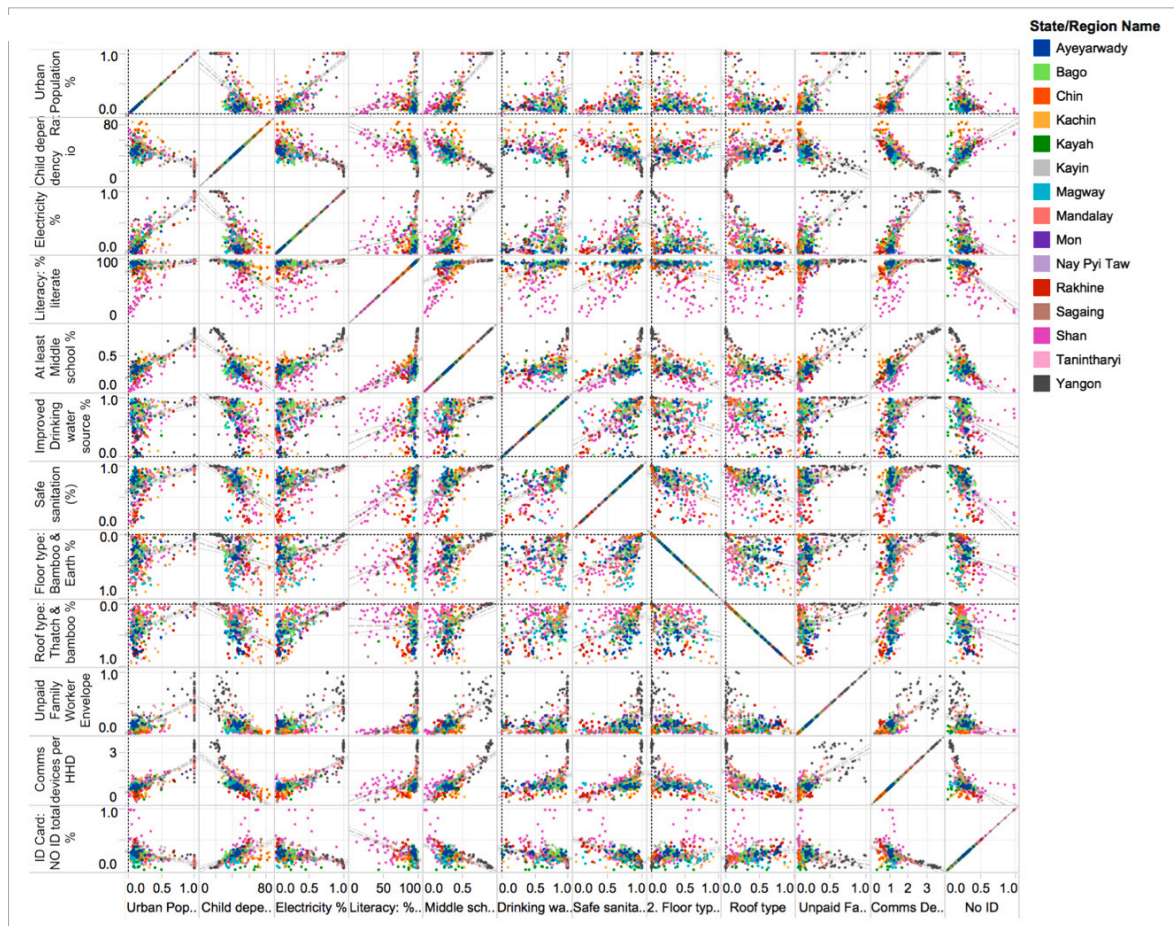 State/Region Name
Ayeyarwady
Bago
Chin
Kachin
Kayah
Kayin
Magway
Mandalay
Mon
Nay Pyi Taw
Rakhine
Sagaing
Shan
Tanintharyi
Yangon
Urban
Population
%
1.0
0.0
Child depen
dency Rat
io
80
Electricity
%
1.0
0.0
Literacy: %
literate
100
0
At least
Middle
school %
0.5
0.0
Improved
Drinking
water
source %
1.0
0.0
Safe
sanitation
(%)
1.0
0.0
Floor type:
Bamboo &
Earth %
0.0
1.0
Roof type:
Thatch &
bamboo %
0.0
1.0
Unpaid
Family
Worker
Envelope
1.0
0.0
Comms
devices per
HHD
3
0
ID Card:
NO ID total
%
1.0
0.0
0.0 0.5 1.0 0 80 0.0 0.5 1.0 0 50 100 0.0 0.5 0.0 0.5 1.0 0.0 0.5 1.0 0.0 0.5 1.0 0.0 0.5 1.0 0.0 0.5 1.0 0 1 2 3 0.0 0.5 1.0
Urban Pop.. Child depe.. Electricity % Literacy: %.. Middle sch.. Drinking wa.. Safe sanita.. 2. Floor typ.. Roof type Unpaid Fa.. Comms De.. No ID